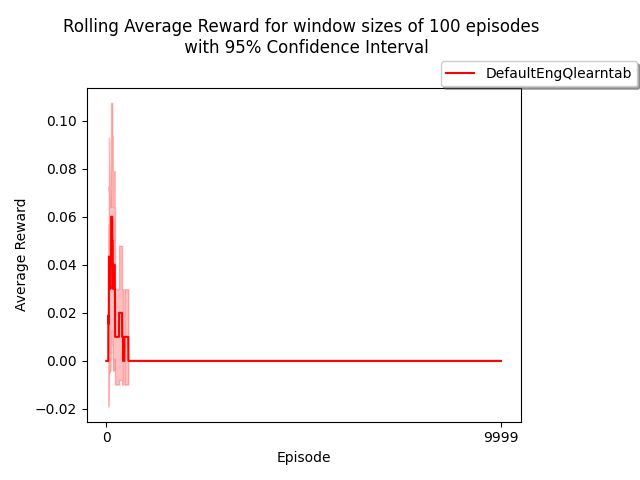 Rolling Average Reward for window sizes of 100 episodes
with 95% Confidence Interval
DefaultEngQlearntab
0.10
0.08
0.06
0.04
0.02
0.00
−0.02
Average Reward
0
9999
Episode